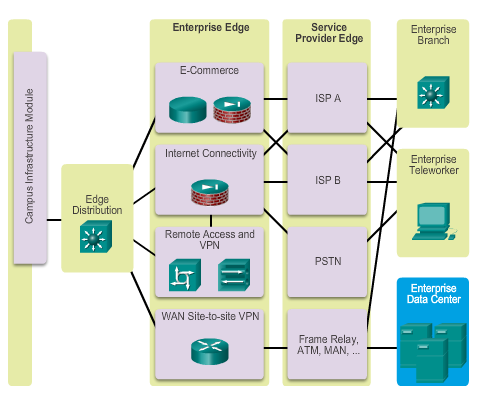 Campus Infrastructure Module
Edge
Distribution
Enterprise Edge
E-Commerce
Internet Connectivity
Remote Access and
VPN
WAN Site-to-site VPN
Service
Provider Edge
ISP A
ISP B
PSTN
Frame Relay,
ATM, MAN, ...
Enterprise
Branch
Enterprise
Teleworker
Enterprise
Data Center